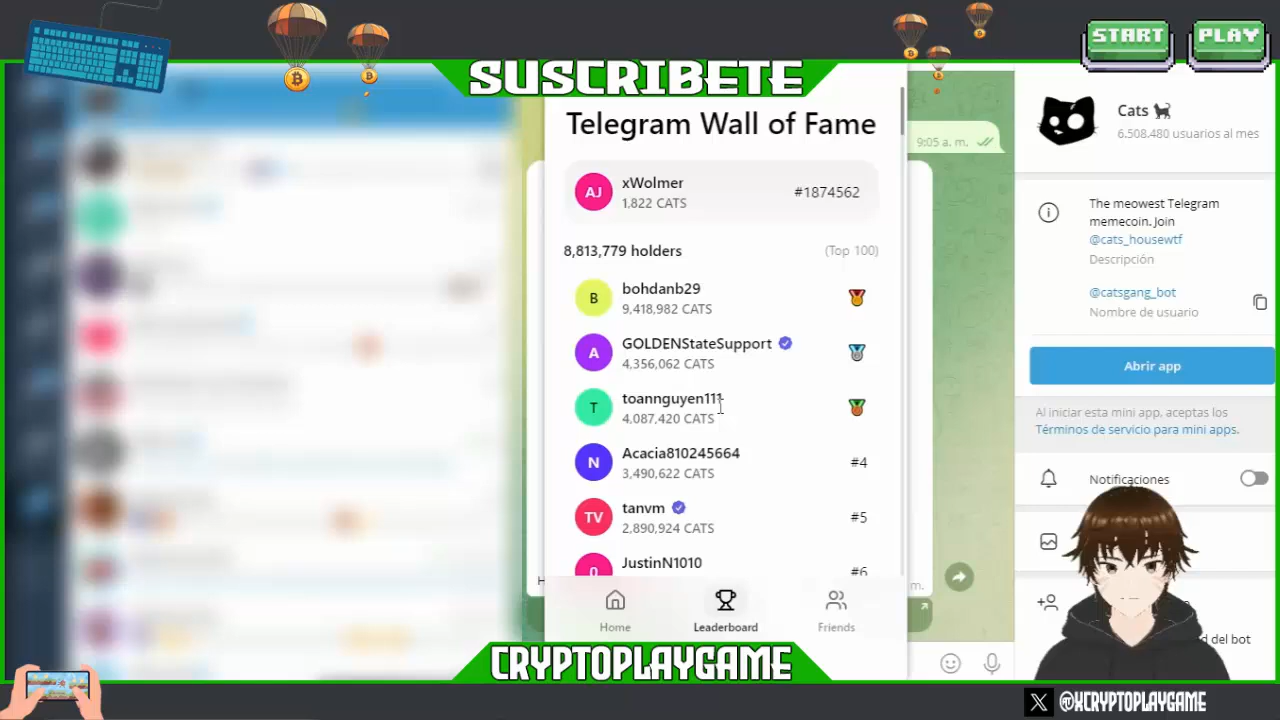 START PLAY
SUSCRIBETE
Telegram Wall of Fame
xWolmer
1,822 CATS
#1874562
8,813,779 holders
(Top 100)
B
bohdanb29
9,418,982 CATS
A
GOLDENStateSupport
4,356,062 CATS
T
toannguyen111
4,087,420 CATS
N
Acacia810245664
3,490,622 CATS
#4
TV
tanvm
2,890,924 CATS
#5
JustinN1010
#6
Home
Leaderboard
Friends
AJ
9:05 a. m.
m.
Cats
6.508.480 usuarios al mes
The meowest Telegram
memecoin. Join
@cats_housewtf
Descripción
@catsgang_bot
Nombre de usuario
Abrir app
Al iniciar esta mini app, aceptas los
Términos de servicio para mini apps.
Notificaciones
d del bot
CRYPTOPLAYGAME
X @XCRYPTOPLAYGAME